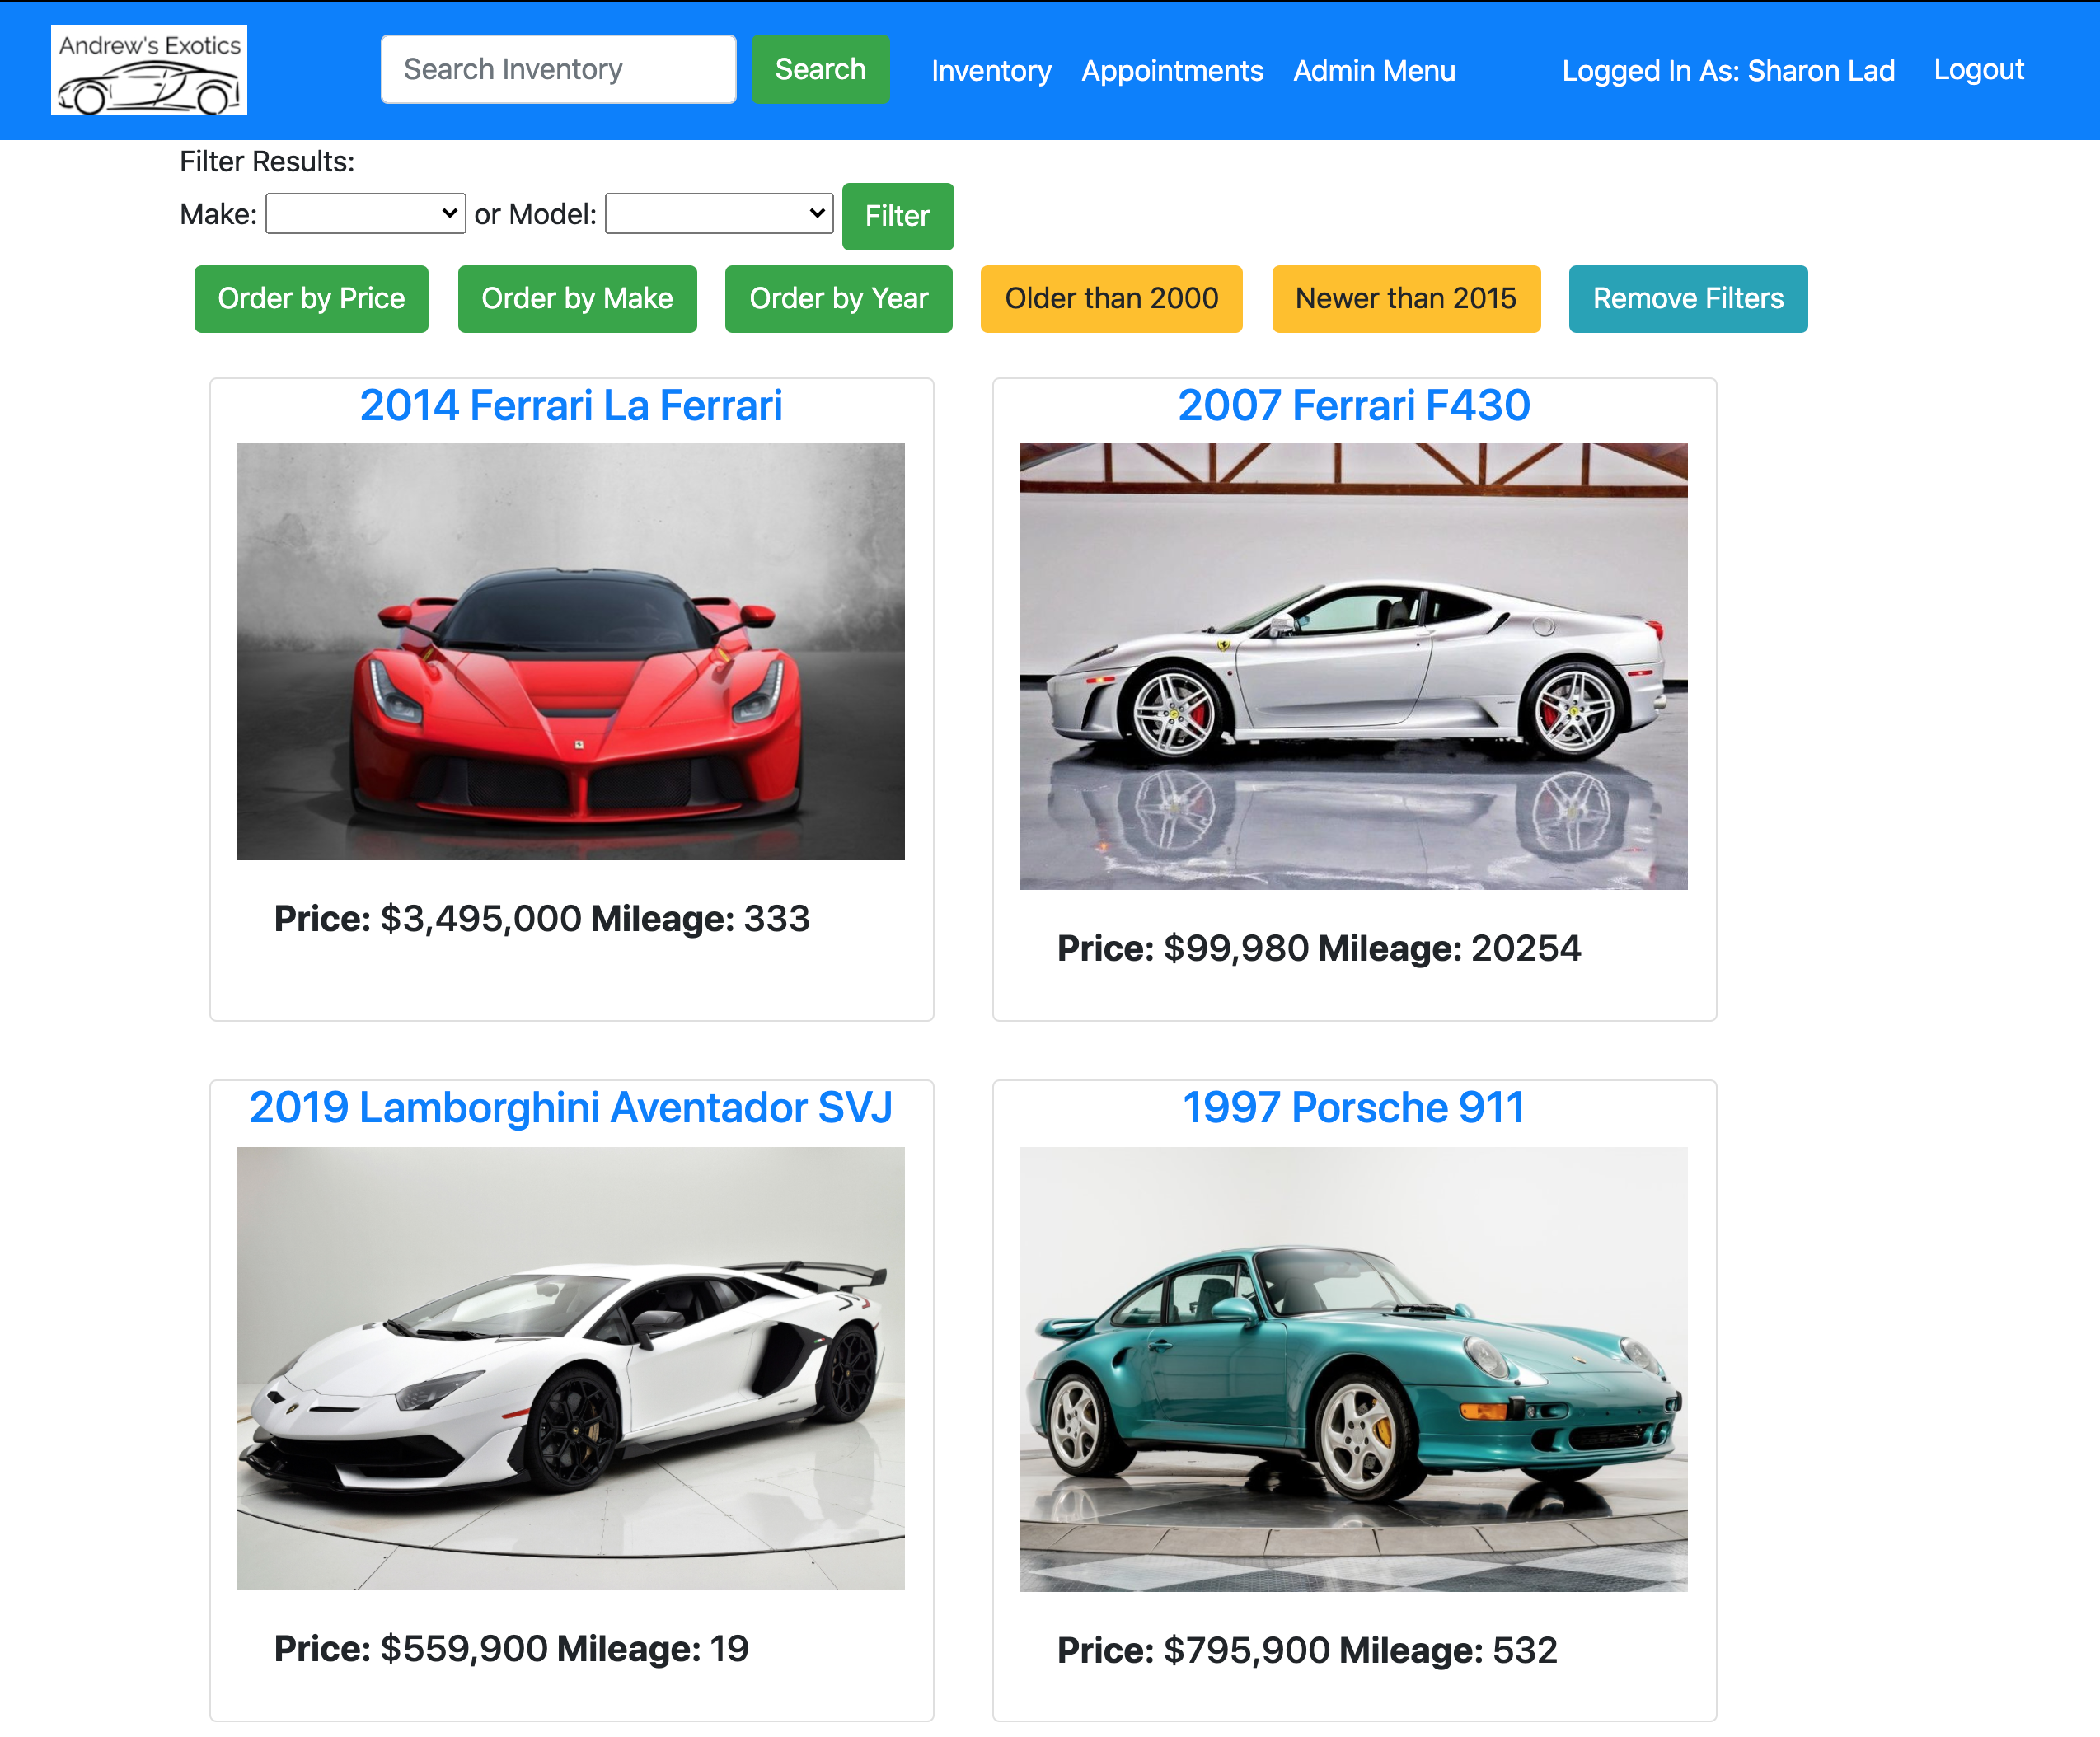 Andrew's Exotics
Search Inventory
Search
Inventory
Appointments
Admin Menu
Logged In As: Sharon Lad
Logout
Filter Results:
Make: or Model: Filter
Order by Price
Order by Make
Order by Year
Older than 2000
Newer than 2015
Remove Filters
2014 Ferrari La Ferrari
Price: $3,495,000 Mileage: 333
2007 Ferrari F430
Price: $99,980 Mileage: 20254
2019 Lamborghini Aventador SVJ
Price: $559,900 Mileage: 19
1997 Porsche 911
Price: $795,900 Mileage: 532